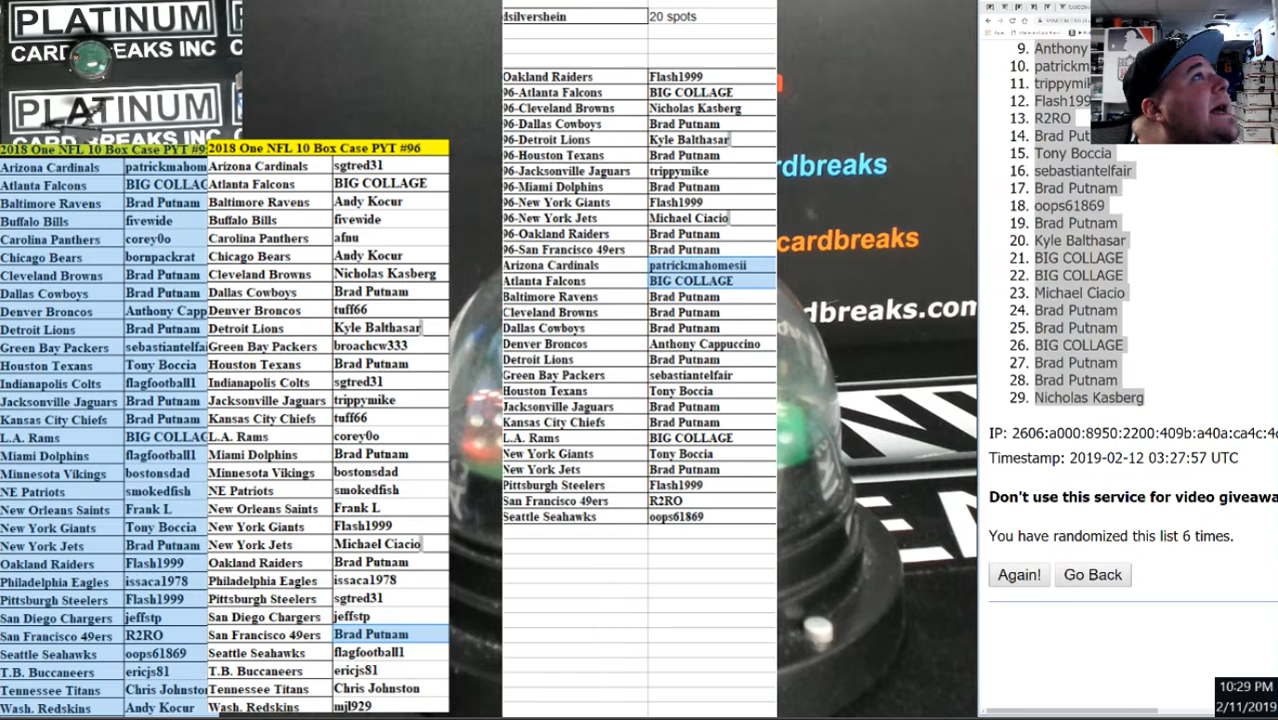 PLATINUM
CARD BREAKS INC
PLATINUM
CARD BREAKS INC
2018 One NFL 10 Box Case PYT
Arizona Cardinals patrickmahom
Atlanta Falcons BIG COLLAG
Baltimore Ravens Brad Putnam
Buffalo Bills fivewide
Carolina Panthers corey0o
Chicago Bears bornpackrat
Cleveland Browns Brad Putnam
Dallas Cowboys Brad Putnam
Denver Broncos Anthony Capp
Detroit Lions Brad Putnam
Green Bay Packers sebastiantelfai
Houston Texans Tony Boccia
Indianapolis Colts flagfootball1
Jacksonville Jaguars Brad Putnam
Kansas City Chiefs Brad Putnam
L.A. Rams BIG COLLAG
Miami Dolphins flagfootball1
Minnesota Vikings bostonsdad
NE Patriots smokedfish
New Orleans Saints Frank L
New York Giants Tony Boccia
New York Jets Brad Putnam
Oakland Raiders Flash1999
Philadelphia Eagles issaca1978
Pittsburgh Steelers Flash1999
San Diego Chargers jeffstp
San Francisco 49ers R2RO
Seattle Seahawks oops61869
T.B. Buccaneers ericjs81
Tennessee Titans Chris Johnsto
Wash. Redskins Andy Kocur
2018 One NFL 10 Box Case PYT #96
Arizona Cardinals sgtred31
Atlanta Falcons BIG COLLAGE
Baltimore Ravens Andy Kocur
Buffalo Bills fivewide
Carolina Panthers afnu
Chicago Bears Andy Kocur
Cleveland Browns Nicholas Kasberg
Dallas Cowboys Brad Putnam
Denver Broncos tuff66
Detroit Lions Kyle Balthasar
Green Bay Packers broachcw333
Houston Texans Brad Putnam
Indianapolis Colts sgtred31
Jacksonville Jaguars trippymike
Kansas City Chiefs tuff66
L.A. Rams corey0o
Miami Dolphins Brad Putnam
Minnesota Vikings bostonsdad
NE Patriots smokedfish
New Orleans Saints Frank L
New York Giants Flash1999
New York Jets Michael Ciacio
Oakland Raiders Brad Putnam
Philadelphia Eagles issaca1978
Pittsburgh Steelers sgtred31
San Diego Chargers jeffstp
San Francisco 49ers Brad Putnam
Seattle Seahawks flagfootball1
T.B. Buccaneers ericjs81
Tennessee Titans Chris Johnston
Wash. Redskins mjl929
dsilvershein 20 spots
Oakland Raiders Flash1999
96-Atlanta Falcons BIG COLLAGE
96-Cleveland Browns Nicholas Kasberg
96-Dallas Cowboys Brad Putnam
96-Detroit Lions Kyle Balthasar
96-Houston Texans Brad Putnam
96-Jacksonville Jaguars trippymike
96-Miami Dolphins Brad Putnam
96-New York Giants Flash1999
96-New York Jets Michael Ciacio
96-Oakland Raiders Brad Putnam
96-San Francisco 49ers Brad Putnam
Arizona Cardinals patrickmahomesii
Atlanta Falcons BIG COLLAGE
Baltimore Ravens Brad Putnam
Cleveland Browns Brad Putnam
Dallas Cowboys Brad Putnam
Denver Broncos Anthony Cappuccino
Detroit Lions Brad Putnam
Green Bay Packers sebastiantelfair
Houston Texans Tony Boccia
Jacksonville Jaguars Brad Putnam
Kansas City Chiefs Brad Putnam
L.A. Rams BIG COLLAGE
New York Giants Tony Boccia
New York Jets Brad Putnam
Pittsburgh Steelers Flash1999
San Francisco 49ers R2RO
Seattle Seahawks oops61869
cardbreaks
cardbreaks
dbreaks.com
9. Anthony
10. patrickm
11. trippymik
12. Flash199
13. R2RO
14. Brad Put
15. Tony Boccia
16. sebastiantelfair
17. Brad Putnam
18. oops61869
19. Brad Putnam
20. Kyle Balthasar
21. BIG COLLAGE
22. BIG COLLAGE
23. Michael Ciacio
24. Brad Putnam
25. Brad Putnam
26. BIG COLLAGE
27. Brad Putnam
28. Brad Putnam
29. Nicholas Kasberg
IP: 2606:a000:8950:2200:409b:a40a:ca4c:4
Timestamp: 2019-02-12 03:27:57 UTC
Don't use this service for video giveawa
You have randomized this list 6 times.
Again! Go Back
10:29 PM
2/11/2019